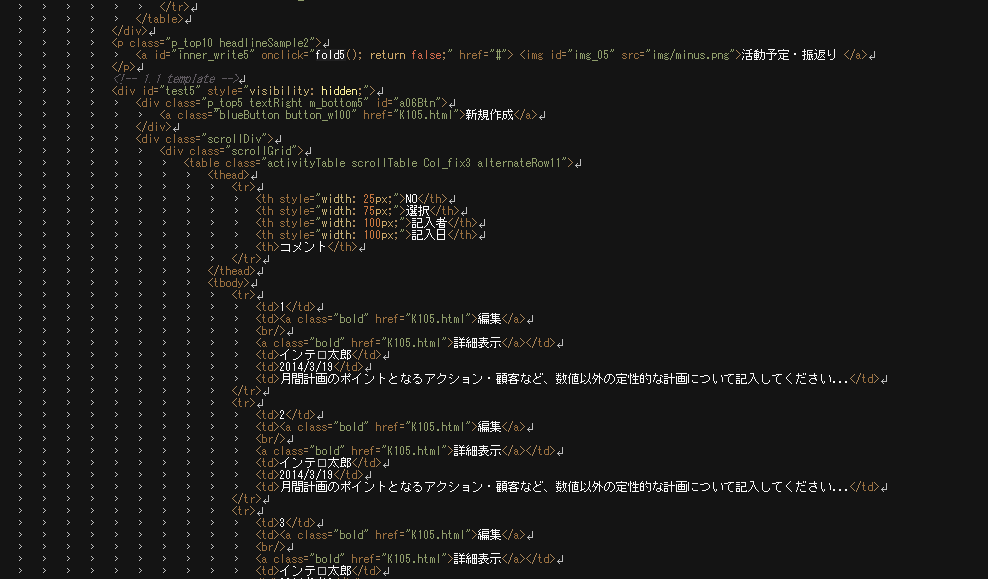 </tr>↲
</table>↲
</div>↲
<p class="p_top10 headlineSample2">↲
<a id="inner_write5" onclick="fold5(); return false;" href="#"> <img id="img_05" src="img/minus.png">活動予定・振返り </a>↲
</p>↲
<!-- 1.1 template -->↲
<div id="test5" style="visibility: hidden;">↲
<div class="p_top5 textRight m_bottom5" id="a06Btn">↲
<a class="blueButton button_w100" href="K105.html">新規作成</a>↲
</div>↲
<div class="scrollDiv">↲
<div class="scrollGrid">↲
<table class="activityTable scrollTable Col_fix3 alternateRow11">↲
<thead>↲
<tr>↲
<th style="width: 25px;">NO</th>↲
<th style="width: 75px;">選択</th>↲
<th style="width: 100px;">記入者</th>↲
<th style="width: 100px;">記入日</th>↲
<th>コメント</th>↲
</tr>↲
</thead>↲
<tbody>↲
<tr>↲
<td>1</td>↲
<td><a class="bold" href="K105.html">編集</a>↲
<br/>↲
<a class="bold" href="K105.html">詳細表示</a></td>↲
<td>インテロ太郎</td>↲
<td>2014/3/19</td>↲
<td>月間計画のポイントとなるアクション・顧客など、数値以外の定性的な計画について記入してください...</td>↲
</tr>↲
<tr>↲
<td>2</td>↲
<td><a class="bold" href="K105.html">編集</a>↲
<br/>↲
<a class="bold" href="K105.html">詳細表示</a></td>↲
<td>インテロ太郎</td>↲
<td>2014/3/19</td>↲
<td>月間計画のポイントとなるアクション・顧客など、数値以外の定性的な計画について記入してください...</td>↲
</tr>↲
<tr>↲
<td>3</td>↲
<td><a class="bold" href="K105.html">編集</a>↲
<br/>↲
<a class="bold" href="K105.html">詳細表示</a></td>↲
<td>インテロ太郎</td>↲